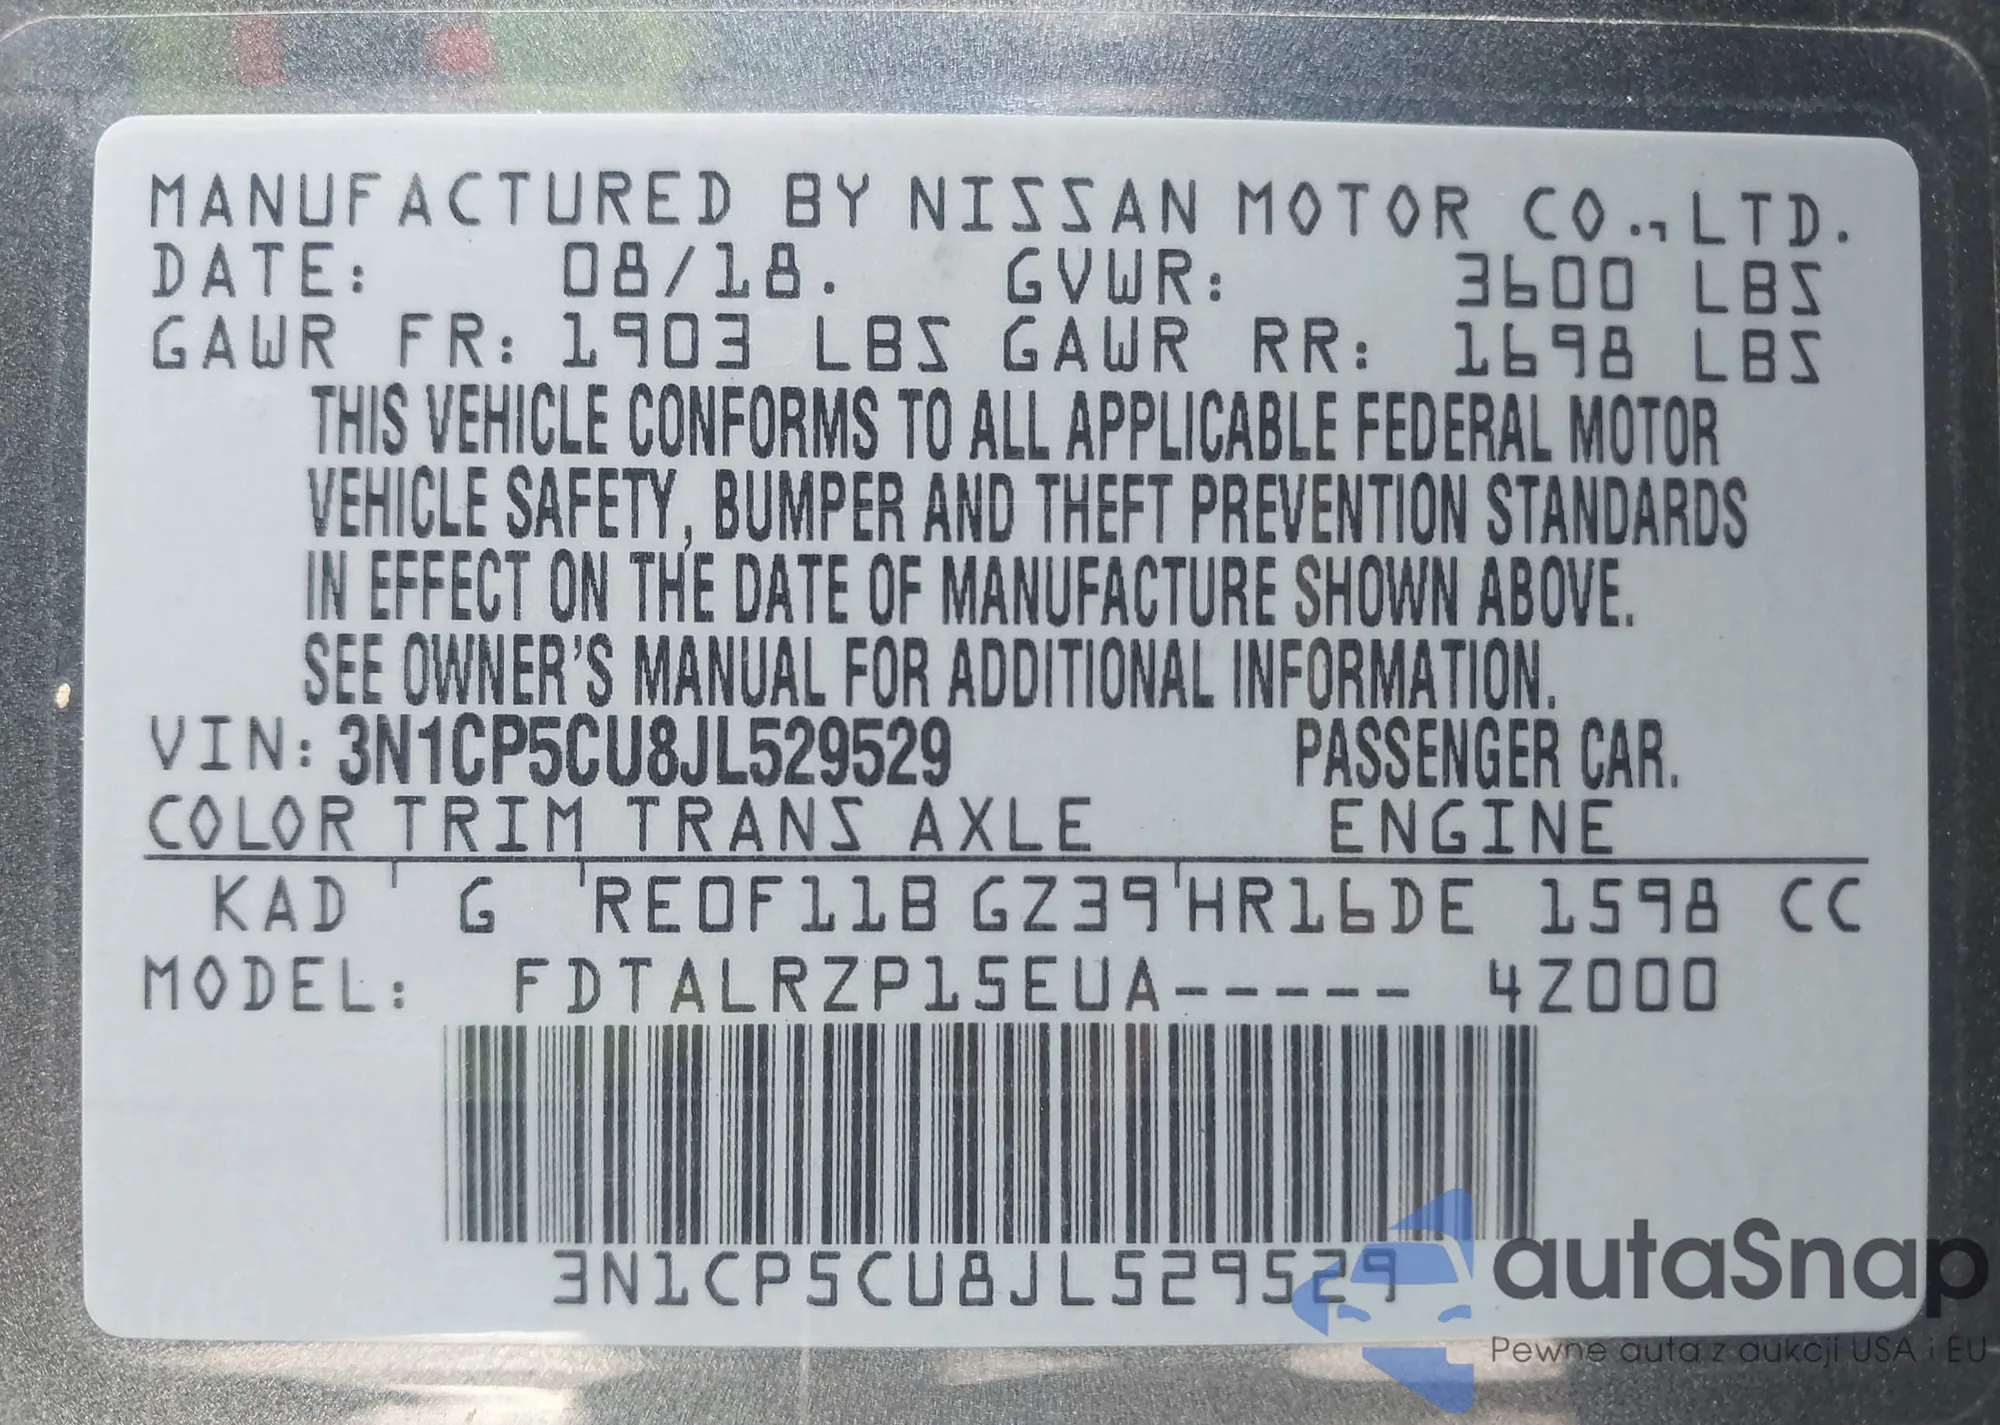 MANUFACTURED BY NISSAN MOTOR CO., LTD.
DATE: 08/18. GVWR: 3600 LBS
GAWR FR: 1903 LBS GAWR RR: 1698 LBS
THIS VEHICLE CONFORMS TO ALL APPLICABLE FEDERAL MOTOR
VEHICLE SAFETY, BUMPER AND THEFT PREVENTION STANDARDS
IN EFFECT ON THE DATE OF MANUFACTURE SHOWN ABOVE.
SEE OWNER'S MANUAL FOR ADDITIONAL INFORMATION.
VIN: 3N1CP5CU8JL529529 PASSENGER CAR.
COLOR TRIM TRANS AXLE ENGINE
KAD G RE0F11B GZ39 HR16DE 1598 CC
MODEL: FDTALRZP15EUA----- 4Z000
3N1CP5CU8JL529529
autaSnap
Pewne auta z aukcji USA i EU